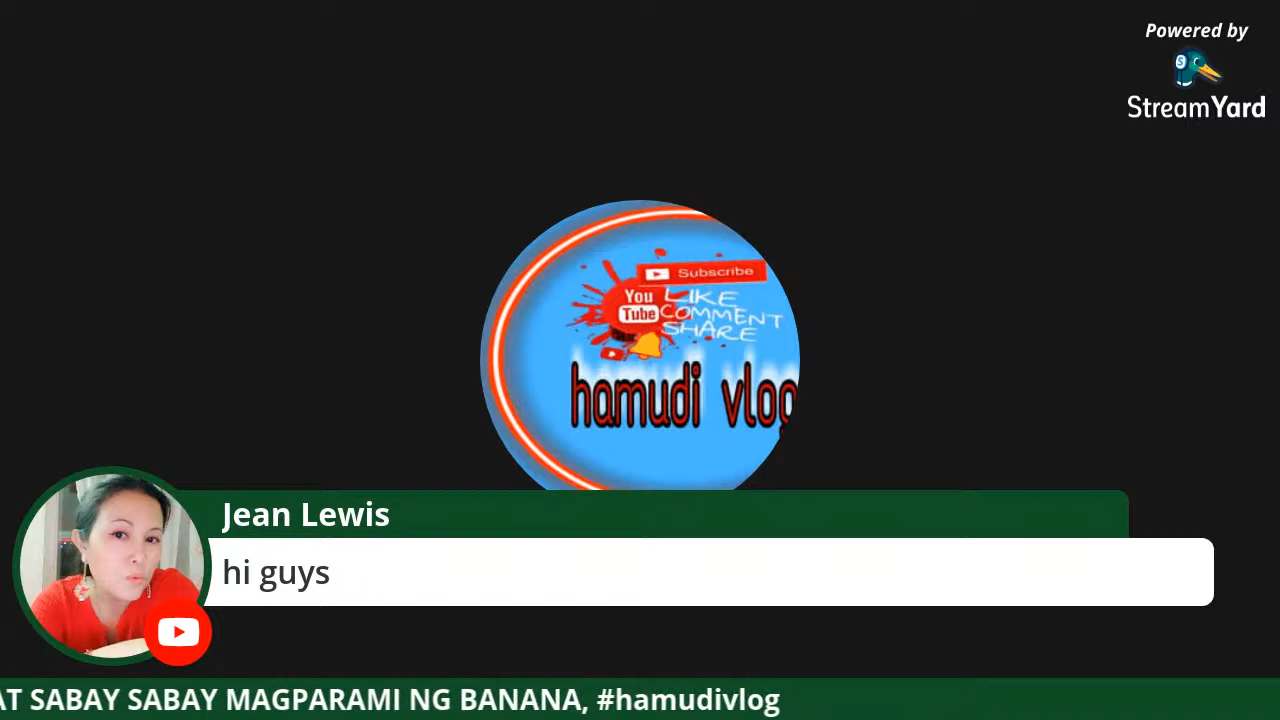 Powered by
StreamYard
Subscribe
You
Tube
LIKE
COMMENT
SHARE
hamudi vlog
Jean Lewis
hi guys
AT SABAY SABAY MAGPARAMI NG BANANA, #hamudivlog